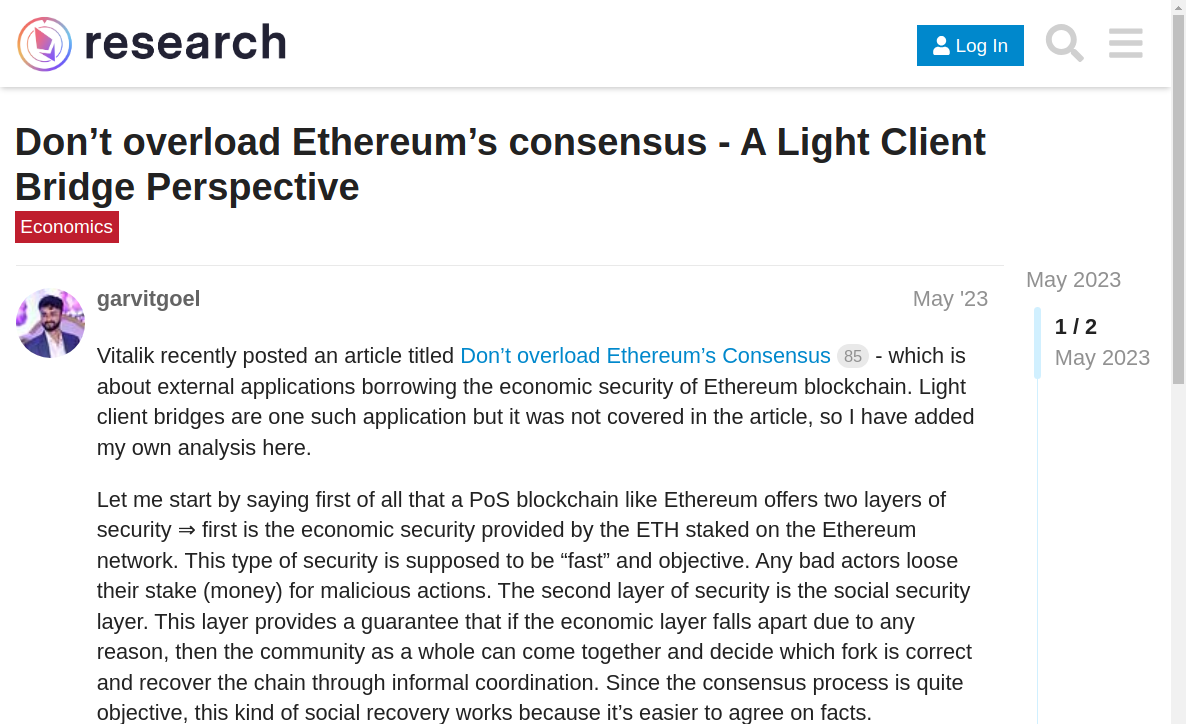 research
Log In
Don’t overload Ethereum’s consensus - A Light Client
Bridge Perspective
Economics
garvitgoel
May '23
Vitalik recently posted an article titled Don’t overload Ethereum’s Consensus 85 - which is
about external applications borrowing the economic security of Ethereum blockchain. Light
client bridges are one such application but it was not covered in the article, so I have added
my own analysis here.
Let me start by saying first of all that a PoS blockchain like Ethereum offers two layers of
security ⇒ first is the economic security provided by the ETH staked on the Ethereum
network. This type of security is supposed to be “fast” and objective. Any bad actors loose
their stake (money) for malicious actions. The second layer of security is the social security
layer. This layer provides a guarantee that if the economic layer falls apart due to any
reason, then the community as a whole can come together and decide which fork is correct
and recover the chain through informal coordination. Since the consensus process is quite
objective, this kind of social recovery works because it’s easier to agree on facts.
May 2023
1 / 2
May 2023